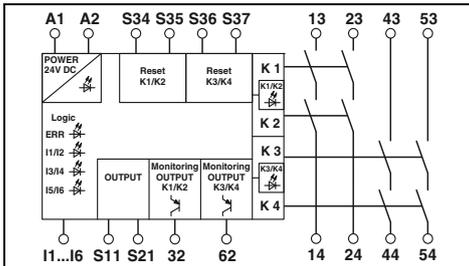 A1 A2 S34 S35 S36 S37 13 23 43 53
POWER
24V DC
Reset
K1/K2
Reset
K3/K4
K 1
K1/K2
K 2
Logic
ERR
I1/I2
I3/I4
I5/I6
K 3
K3/K4
K 4
OUTPUT
Monitoring
OUTPUT
K1/K2
Monitoring
OUTPUT
K3/K4
I1...I6 S11 S21 32 62 14 24 44 54